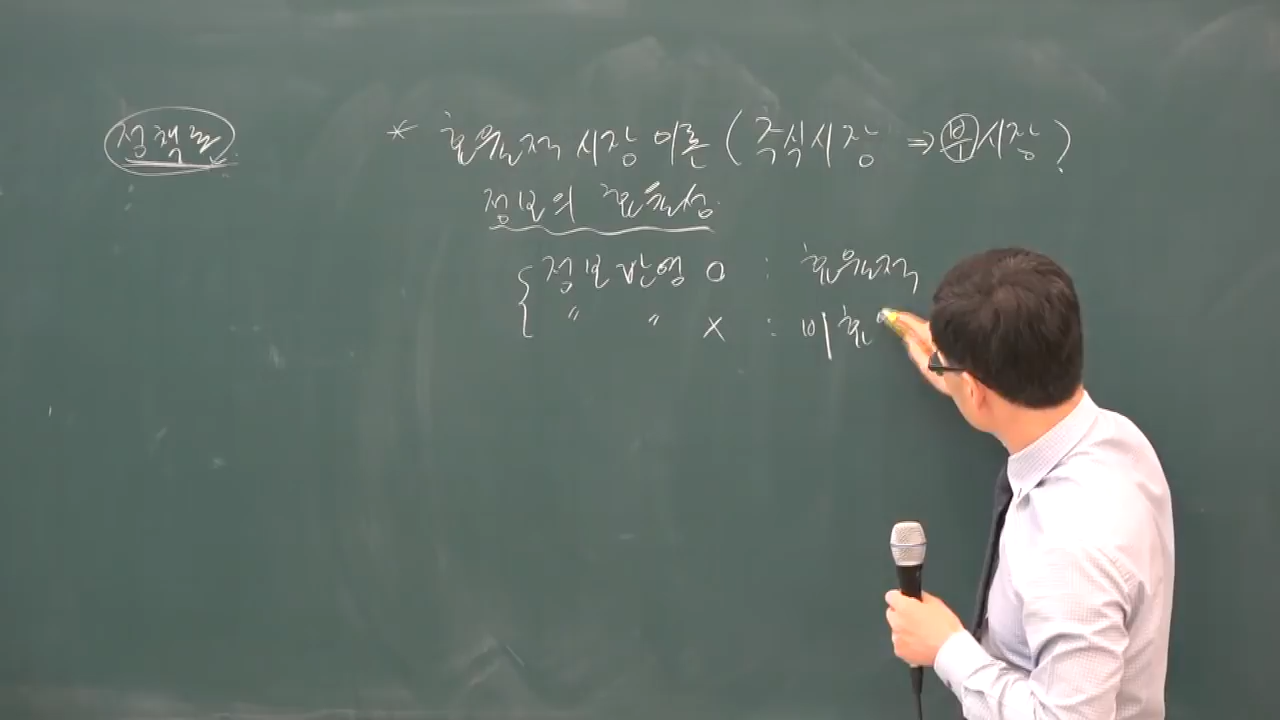 정책론
* 효율적 시장 이론 (주식시장 ⇒ 부시장)
정보의 효율성
정보반영 O : 효율적
〃 〃 X : 비효